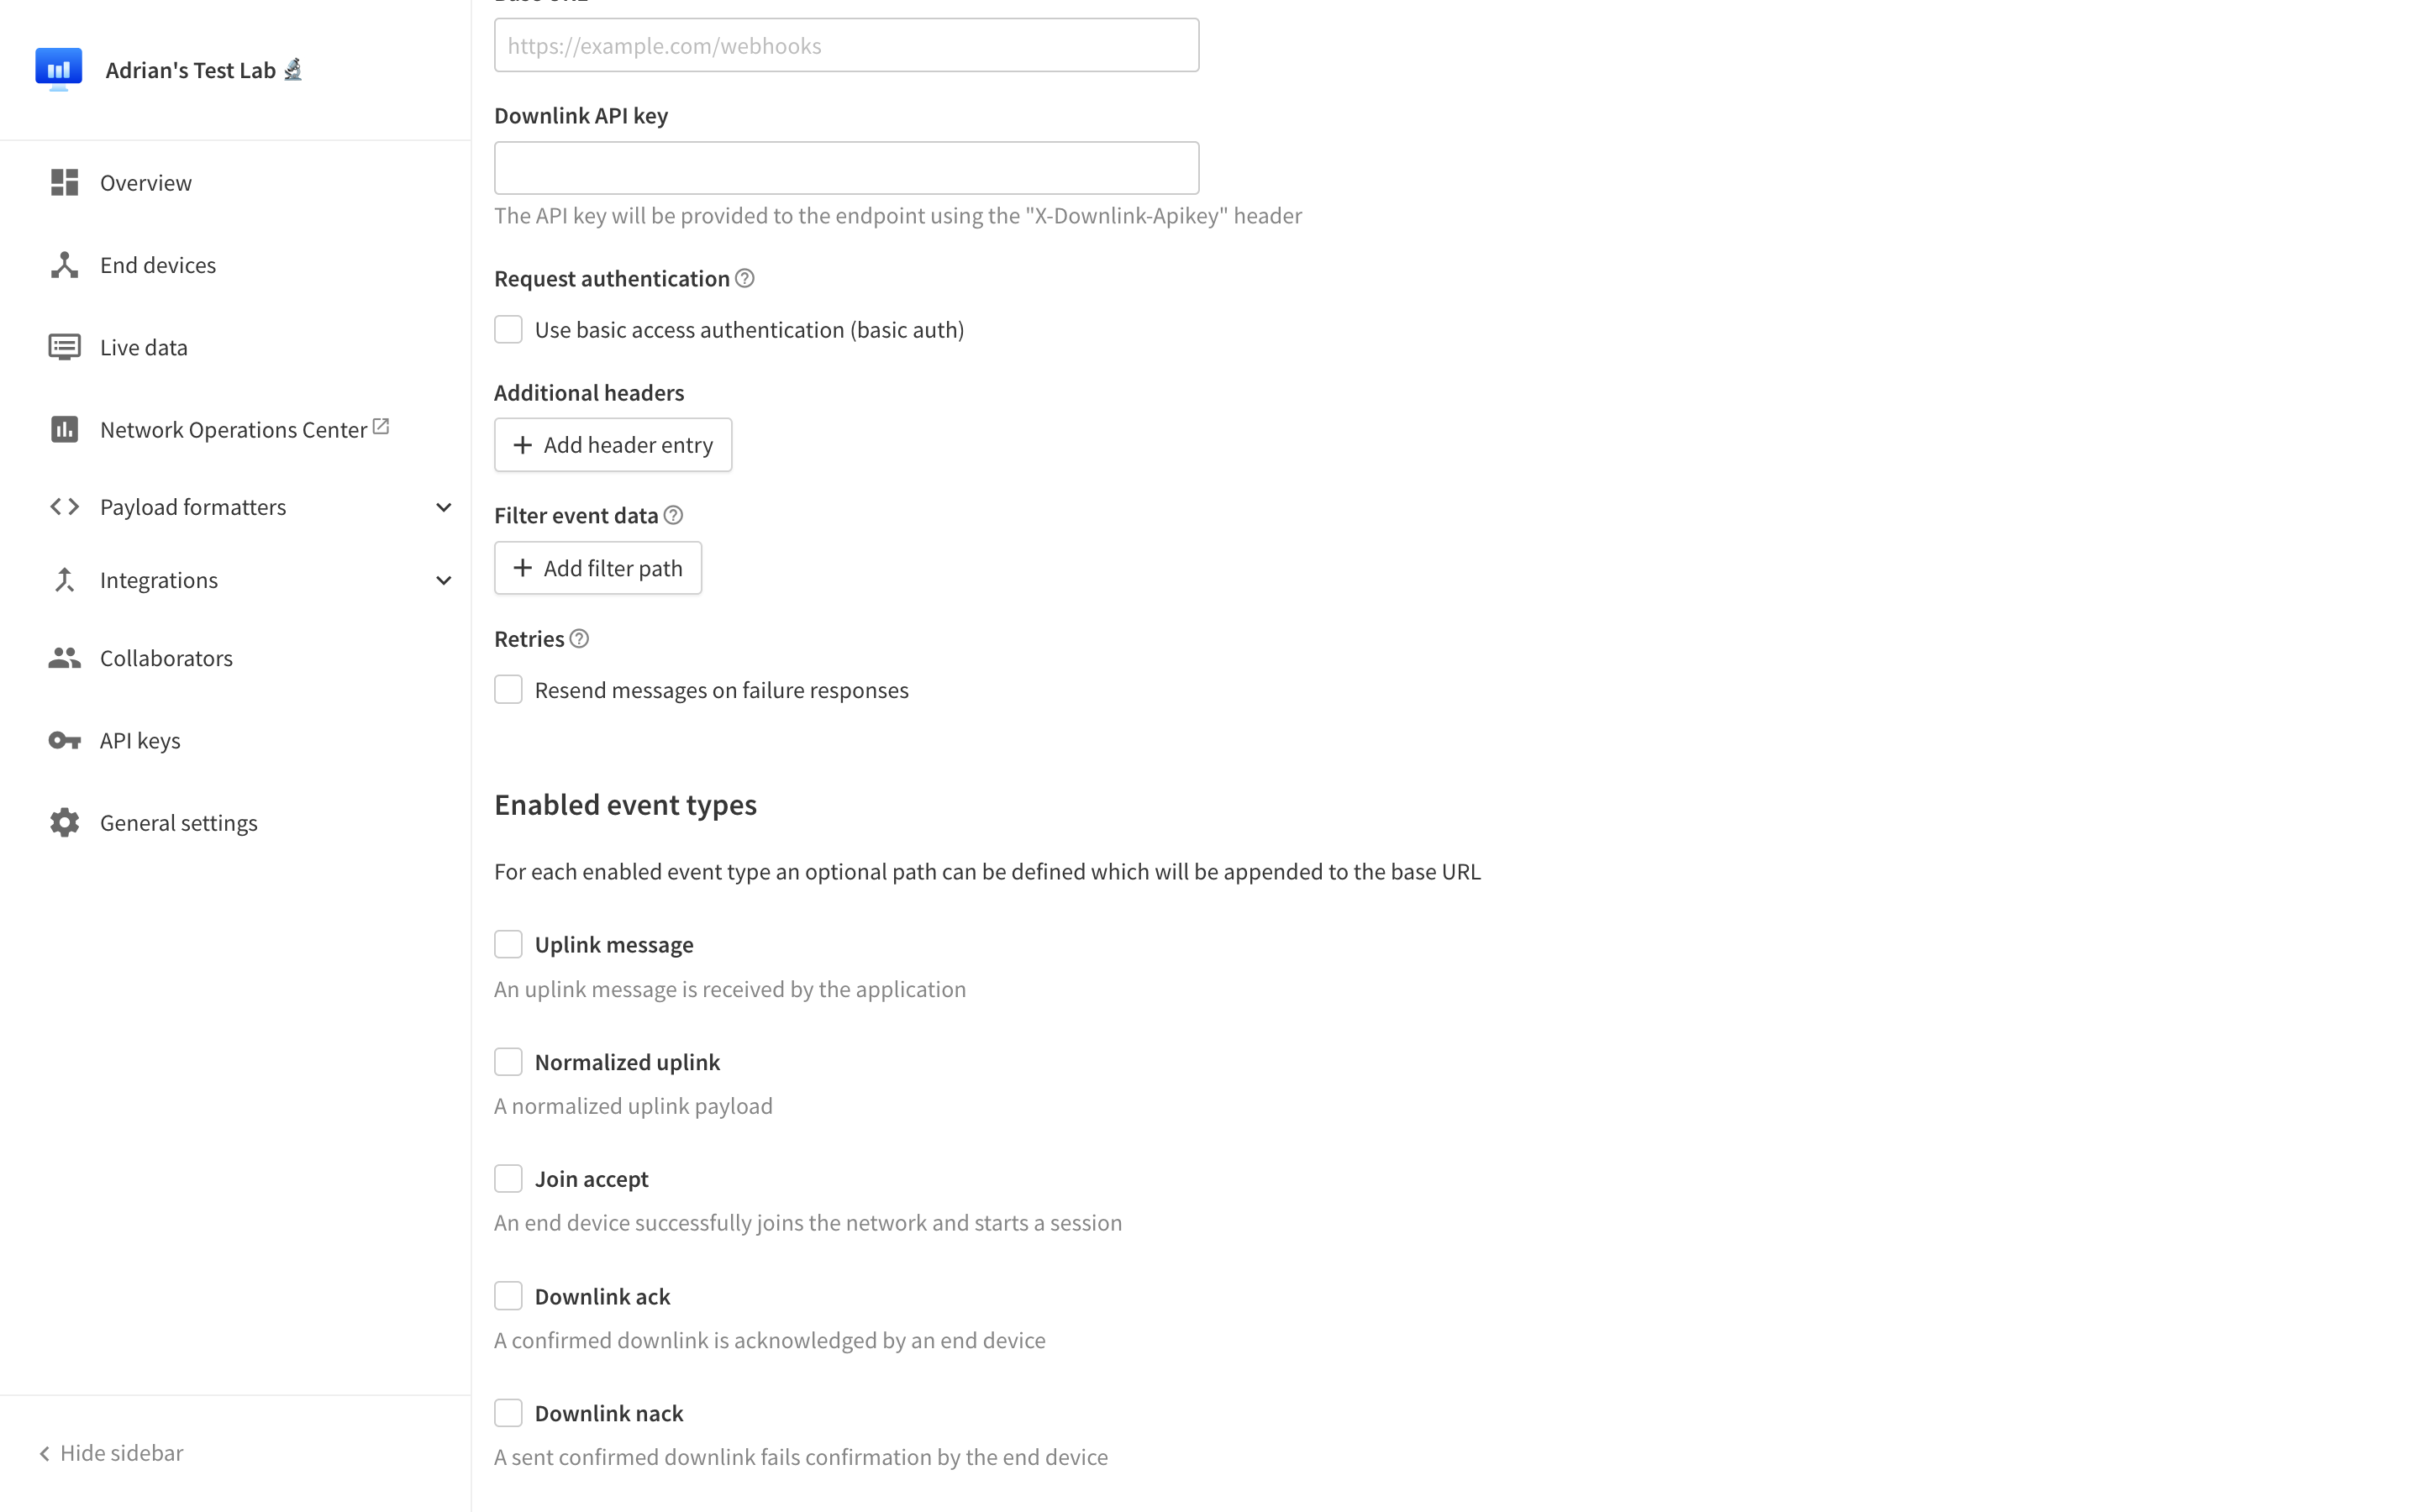 Adrian's Test Lab 🔬
Overview
End devices
Live data
Network Operations Center
Payload formatters
Integrations
Collaborators
API keys
General settings
Hide sidebar
https://example.com/webhooks
Downlink API key
The API key will be provided to the endpoint using the "X-Downlink-Apikey" header
Request authentication
Use basic access authentication (basic auth)
Additional headers
Add header entry
Filter event data
Add filter path
Retries
Resend messages on failure responses
Enabled event types
For each enabled event type an optional path can be defined which will be appended to the base URL
Uplink message
An uplink message is received by the application
Normalized uplink
A normalized uplink payload
Join accept
An end device successfully joins the network and starts a session
Downlink ack
A confirmed downlink is acknowledged by an end device
Downlink nack
A sent confirmed downlink fails confirmation by the end device